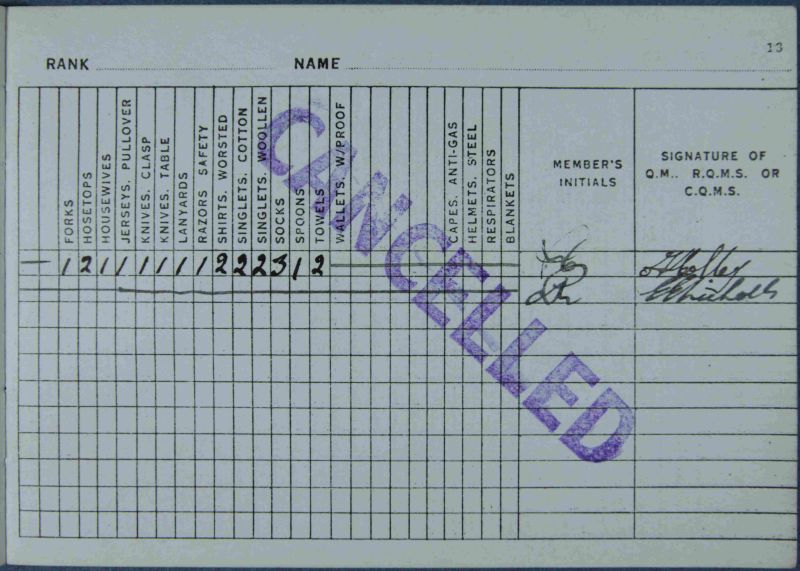 13
RANK NAME
FORKS
HOSETOPS
HOUSEWIVES
JERSEYS, PULLOVER
KNIVES, CLASP
KNIVES, TABLE
LANYARDS
RAZORS SAFETY
SHIRTS, WORSTED
SINGLETS, COTTON
SINGLETS, WOOLLEN
SOCKS
SPOONS
TOWELS
WALLETS, W/PROOF
CAPES, ANTI-GAS
HELMETS, STEEL
RESPIRATORS
BLANKETS
MEMBER'S
INITIALS
SIGNATURE OF
Q.M.. R.Q.M.S. OR
C.Q.M.S.
1 2 1 1 1 1 1 1 2 2 2 3 1 2
CANCELLED